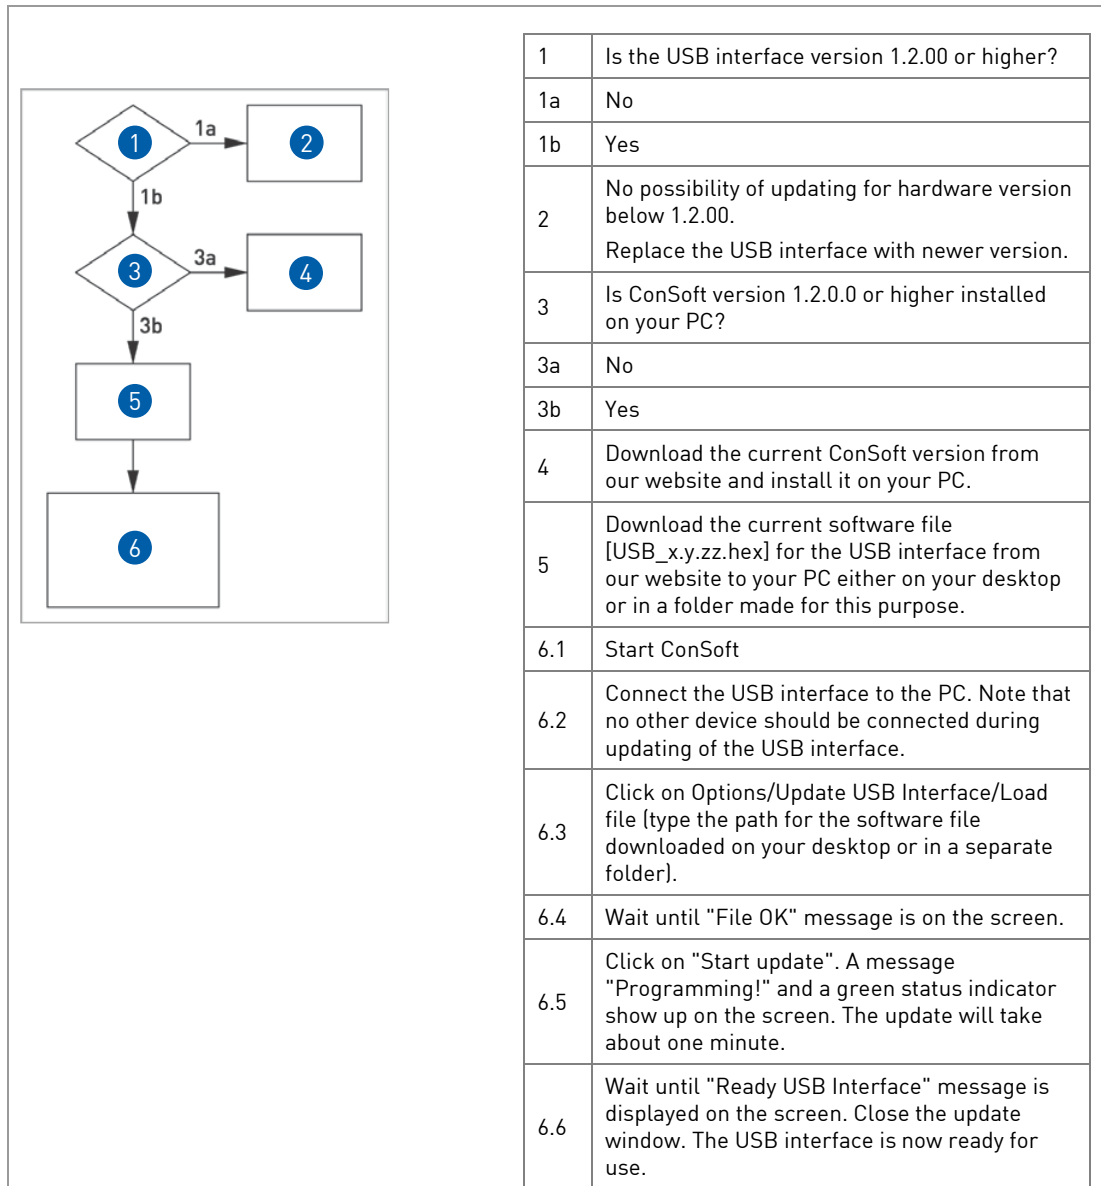 1
1a
2
1b
3
3a
4
3b
5
6
1
Is the USB interface version 1.2.00 or higher?
1a
No
1b
Yes
2
No possibility of updating for hardware version
below 1.2.00.
Replace the USB interface with newer version.
3
Is ConSoft version 1.2.0.0 or higher installed
on your PC?
3a
No
3b
Yes
4
Download the current ConSoft version from
our website and install it on your PC.
5
Download the current software file
[USB_x.y.zz.hex] for the USB interface from
our website to your PC either on your desktop
or in a folder made for this purpose.
6.1
Start ConSoft
6.2
Connect the USB interface to the PC. Note that
no other device should be connected during
updating of the USB interface.
6.3
Click on Options/Update USB Interface/Load
file (type the path for the software file
downloaded on your desktop or in a separate
folder).
6.4
Wait until "File OK" message is on the screen.
6.5
Click on "Start update". A message
"Programming!" and a green status indicator
show up on the screen. The update will take
about one minute.
6.6
Wait until "Ready USB Interface" message is
displayed on the screen. Close the update
window. The USB interface is now ready for
use.